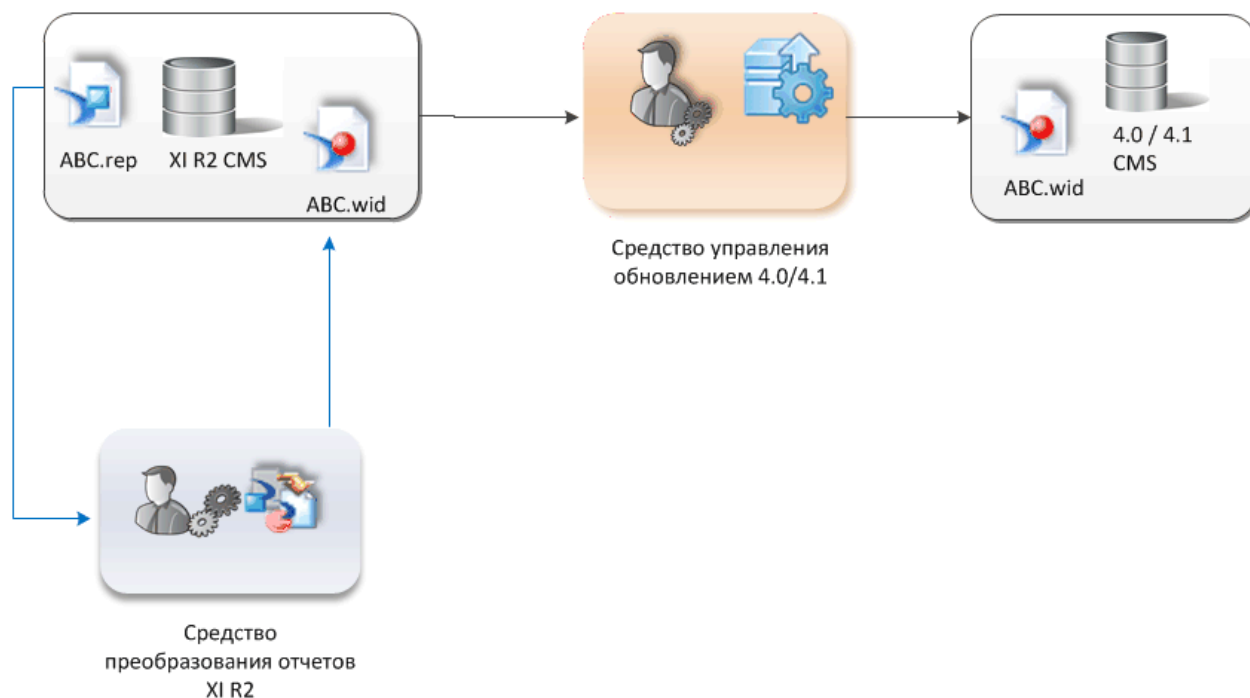 ABC.rep
XI R2 CMS
ABC.wid
Средство управления
обновлением 4.0/4.1
ABC.wid
4.0 / 4.1
CMS
Средство
преобразования отчетов
XI R2